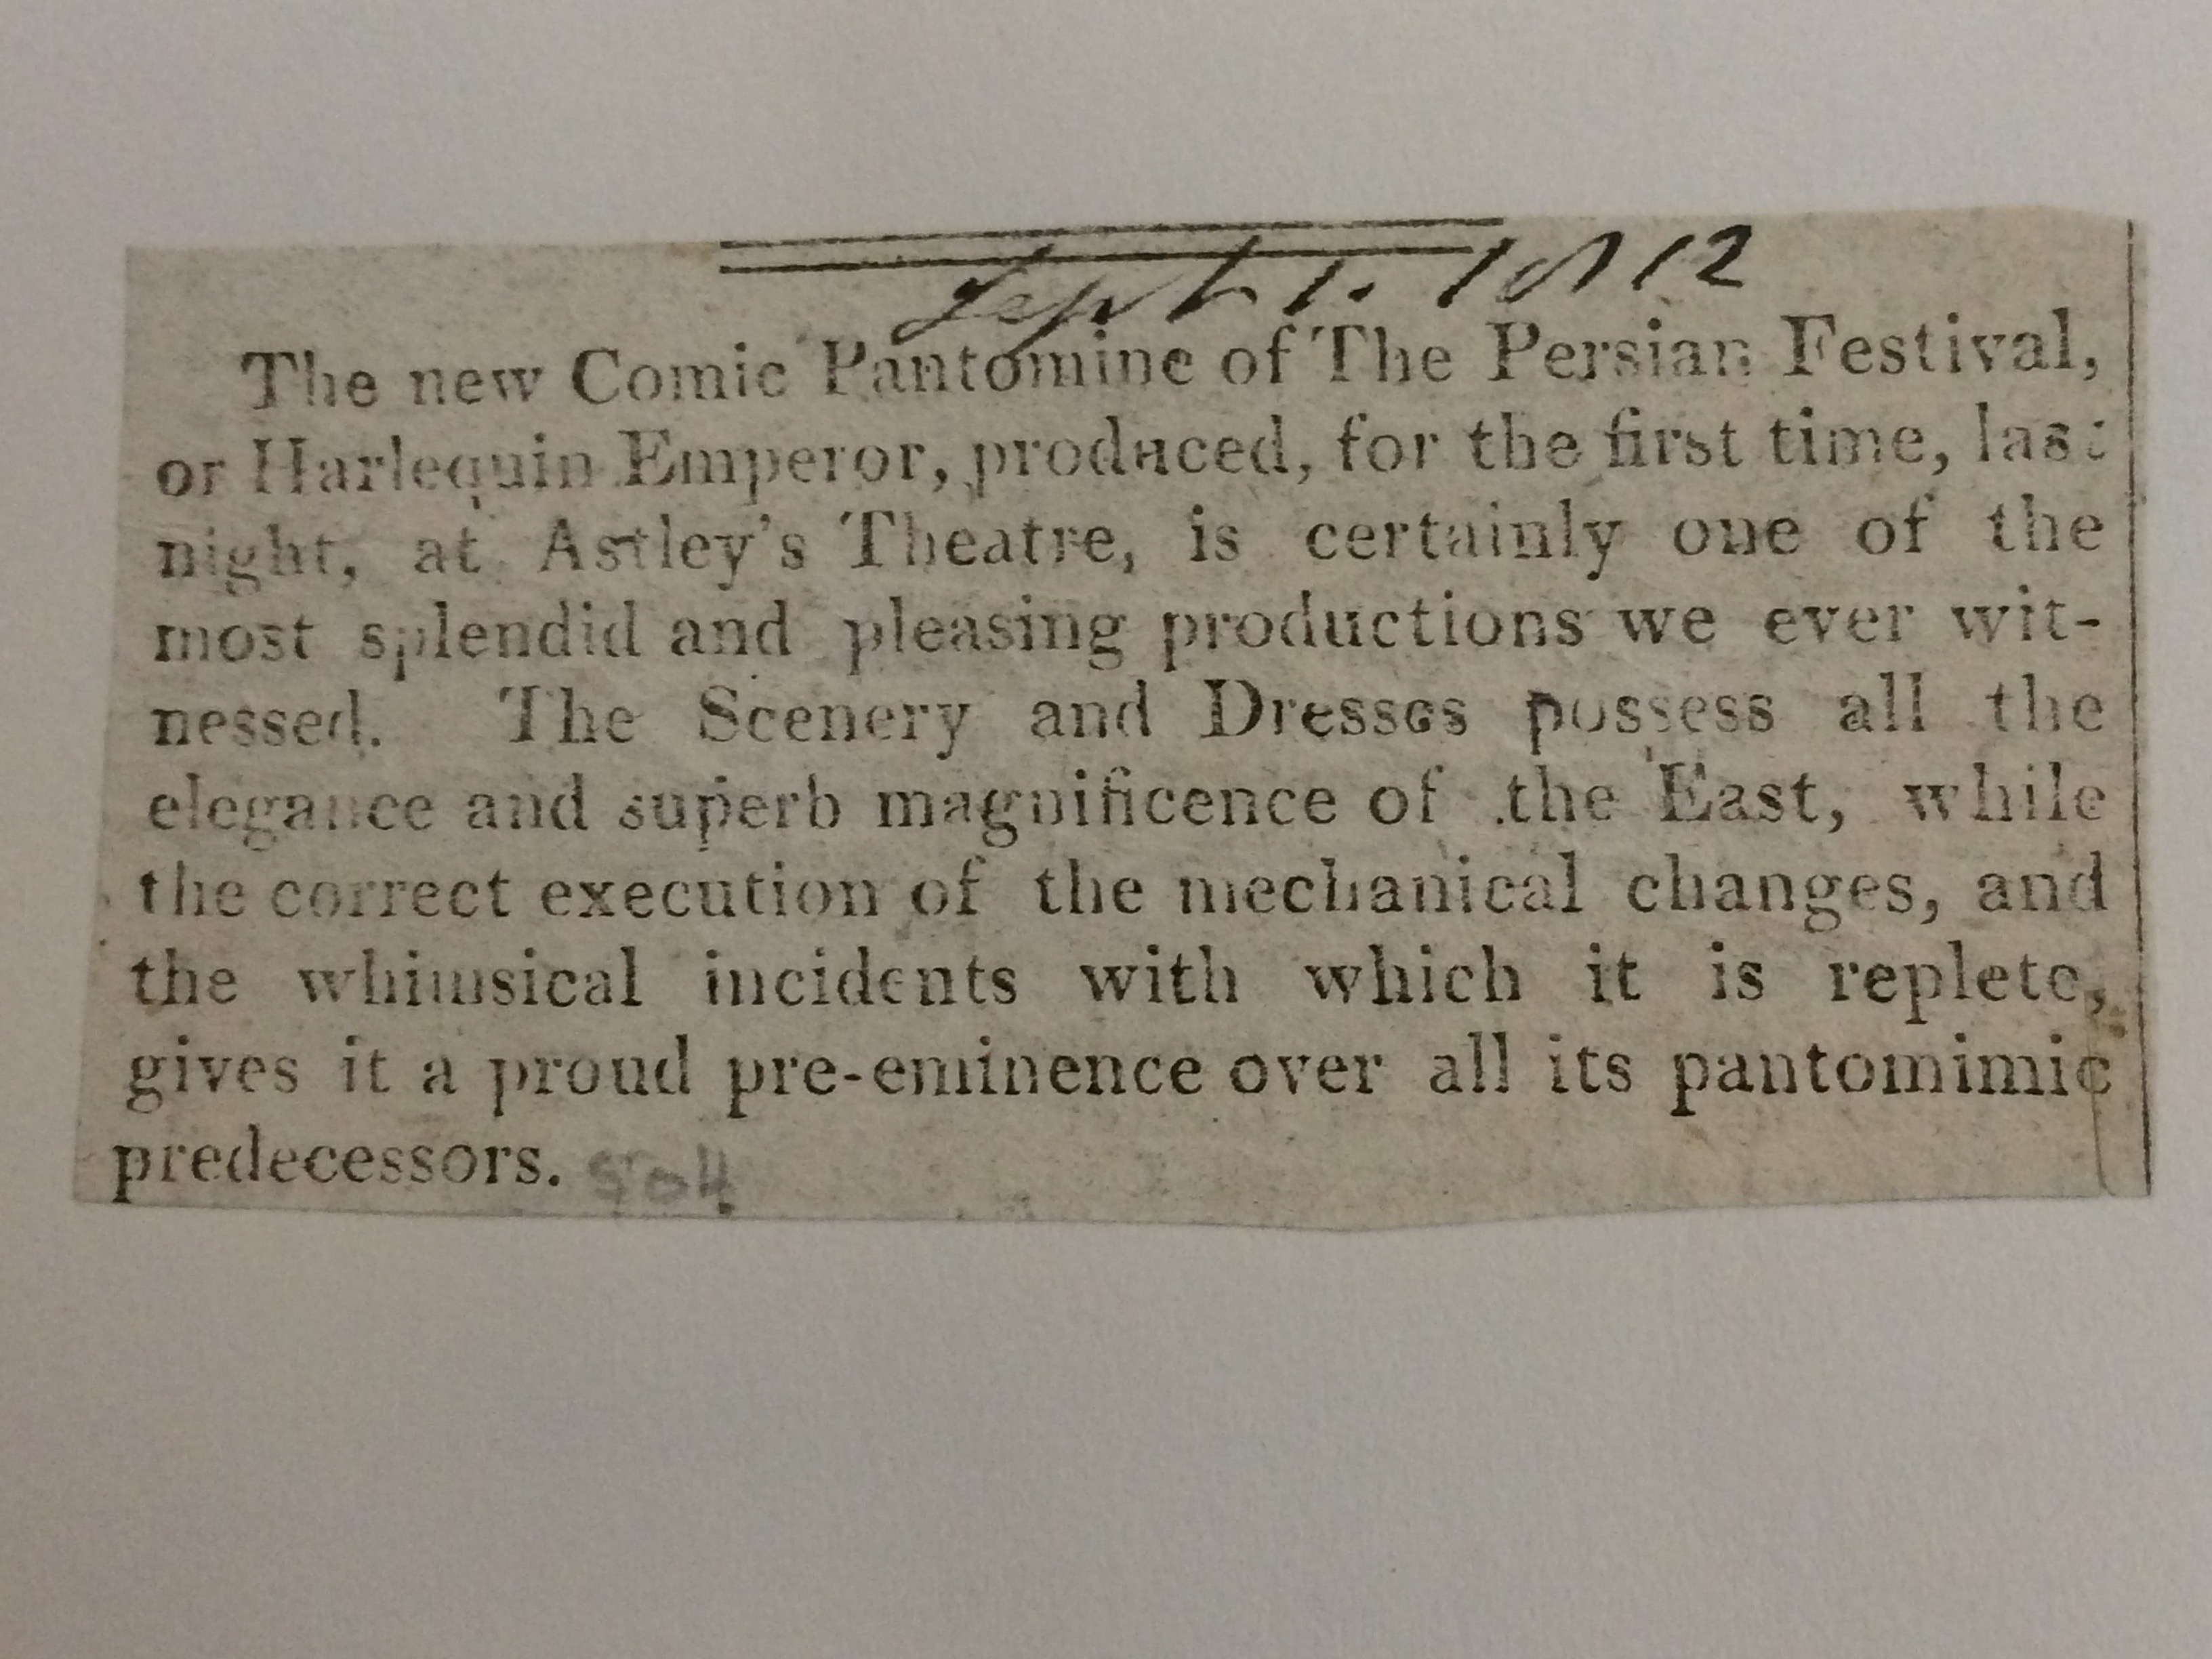 Sept 1. 1812
The new Comic Pantomine of The Persian Festival,
or Harlequin Emperor, produced, for the first time, last
night, at Astley's Theatre, is certainly one of the
most splendid and pleasing productions we ever wit-
nessed. The Scenery and Dresses possess all the
elegance and superb magnificence of the East, while
the correct execution of the mechanical changes, and
the whimsical incidents with which it is replete,
gives it a proud pre-eminence over all its pantomimic
predecessors. 504